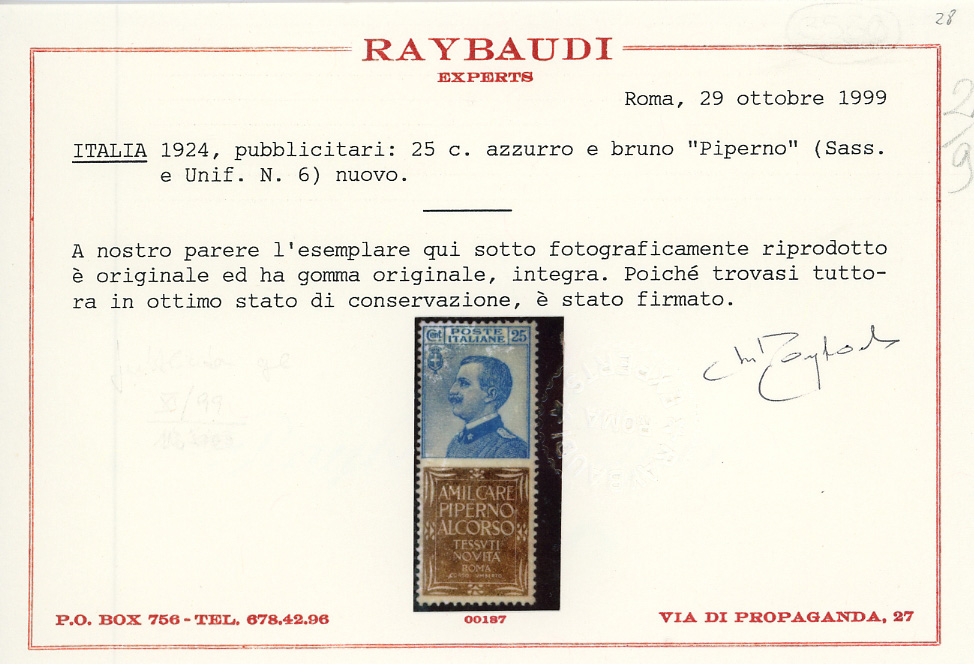 28
RAYBAUDI
EXPERTS
Roma, 29 ottobre 1999
ITALIA 1924, pubblicitari: 25 c. azzurro e bruno "Piperno" (Sass.
e Unif. N. 6) nuovo.
A nostro parere l'esemplare qui sotto fotograficamente riprodotto
è originale ed ha gomma originale, integra. Poiché trovasi tutto-
ra in ottimo stato di conservazione, è stato firmato.
Cent POSTE 25
ITALIANE
AMILCARE
PIPERNO
ALCORSO
TESSVTI
NOVITÀ
ROMA
P.O. BOX 756 - TEL. 678.42.96
00187
VIA DI PROPAGANDA, 27